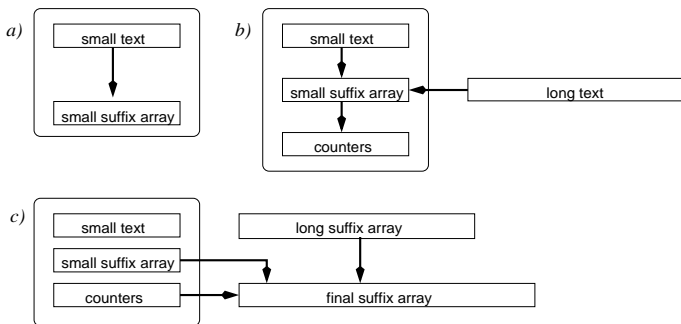 a)
small text
small suffix array
b)
small text
small suffix array
long text
counters
c)
small text
long suffix array
small suffix array
counters
final suffix array